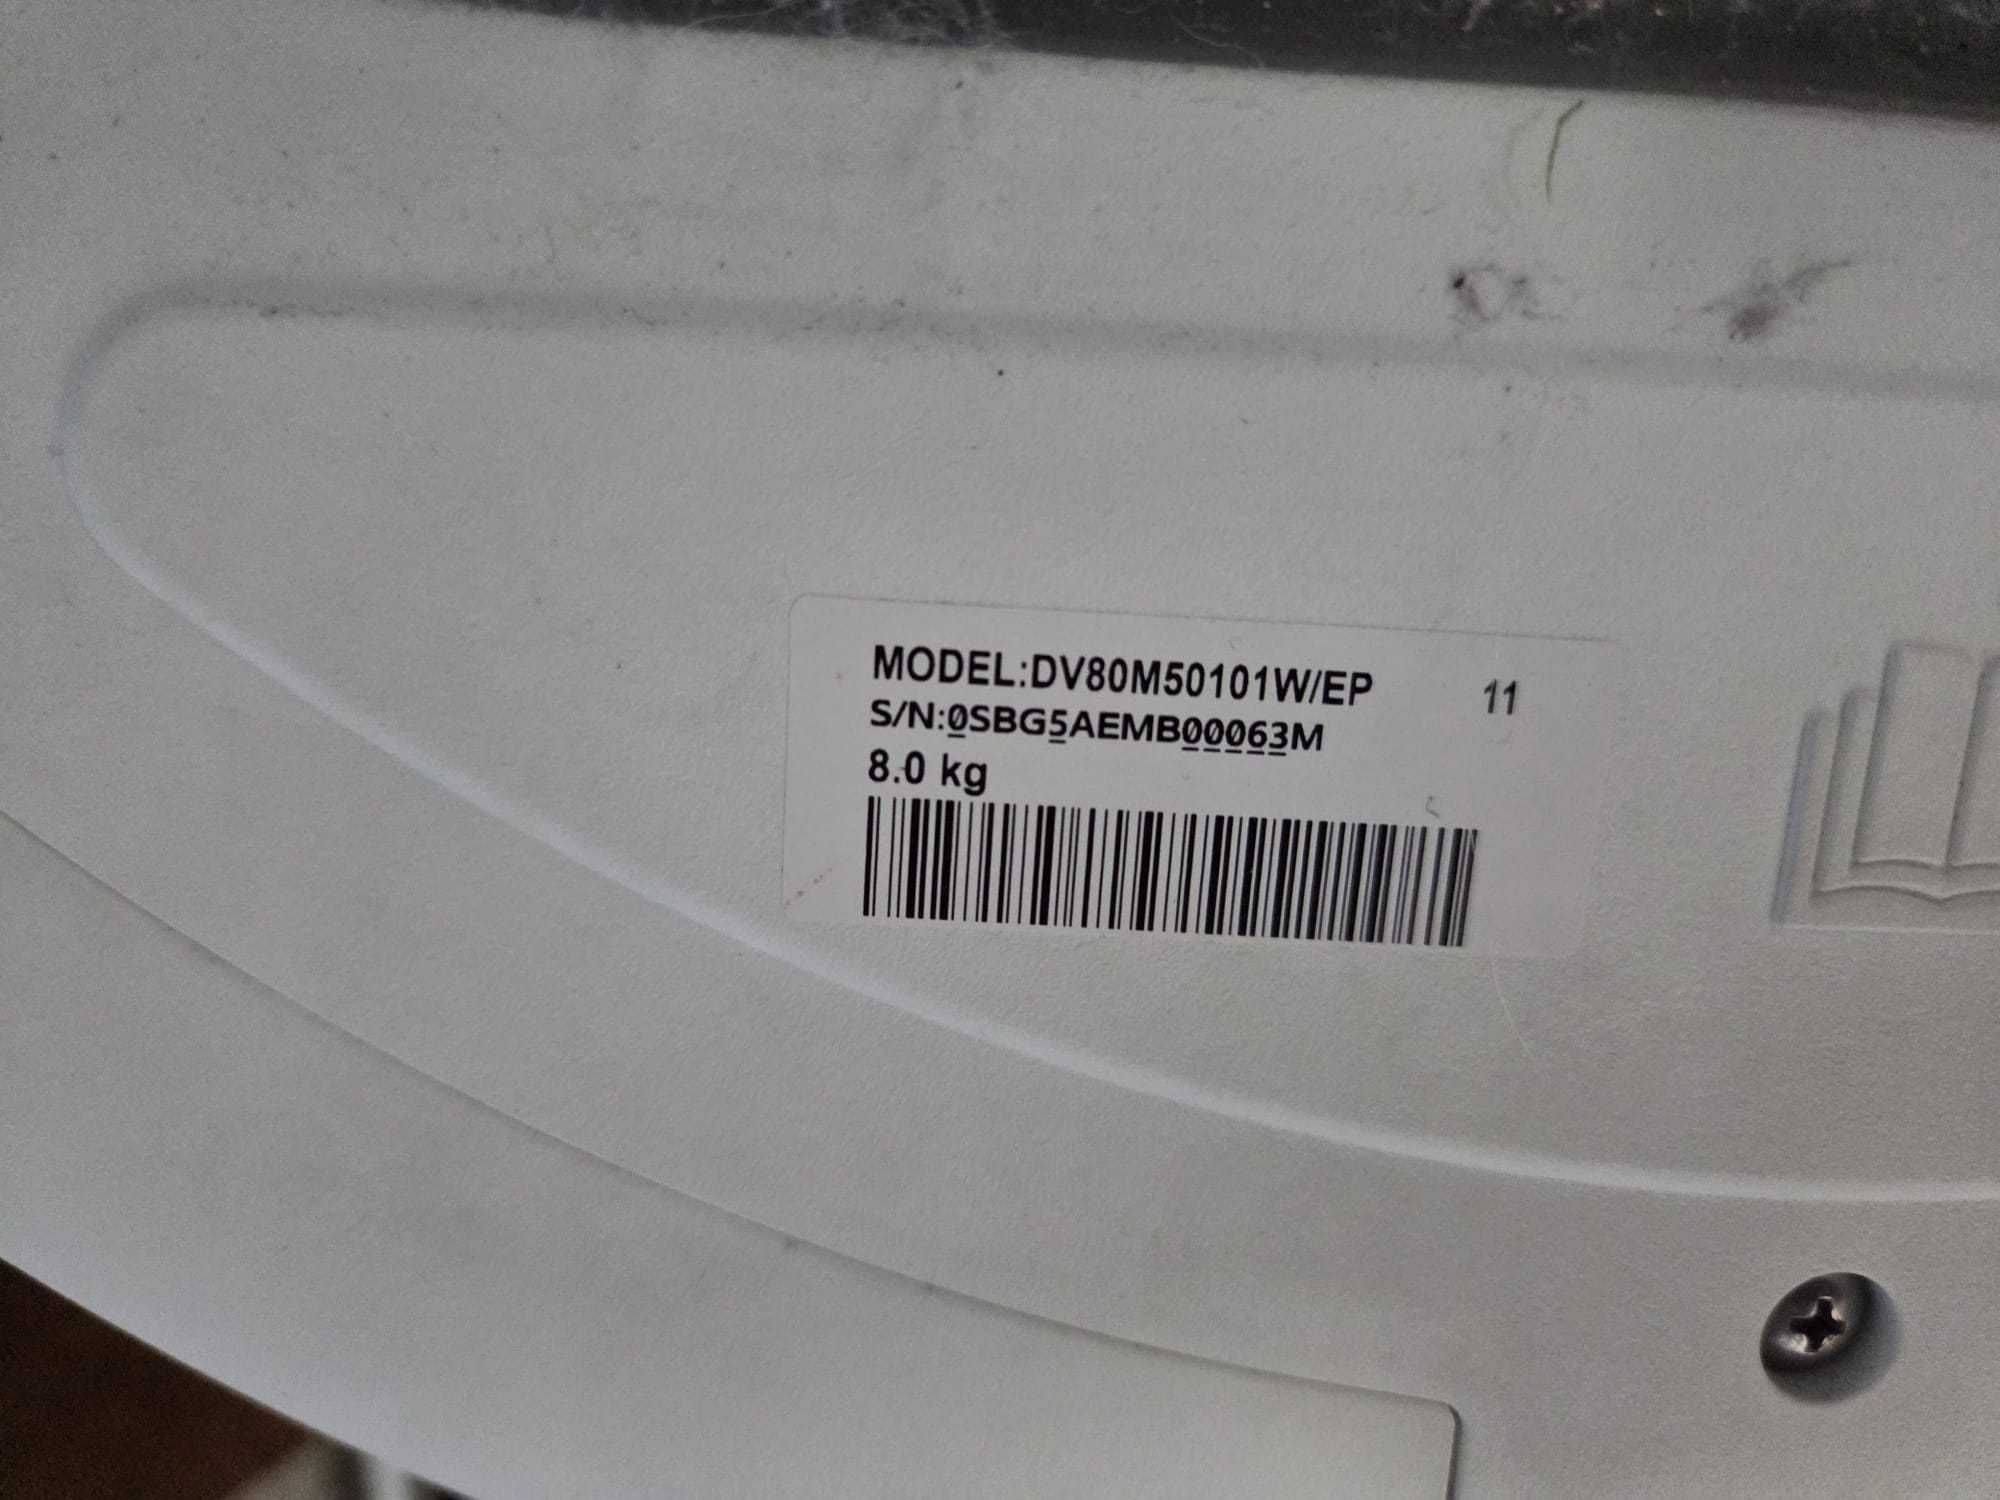 MODEL:DV80M50101W/EP 11
S/N:0SBG5AEMB00063M
8.0 kg